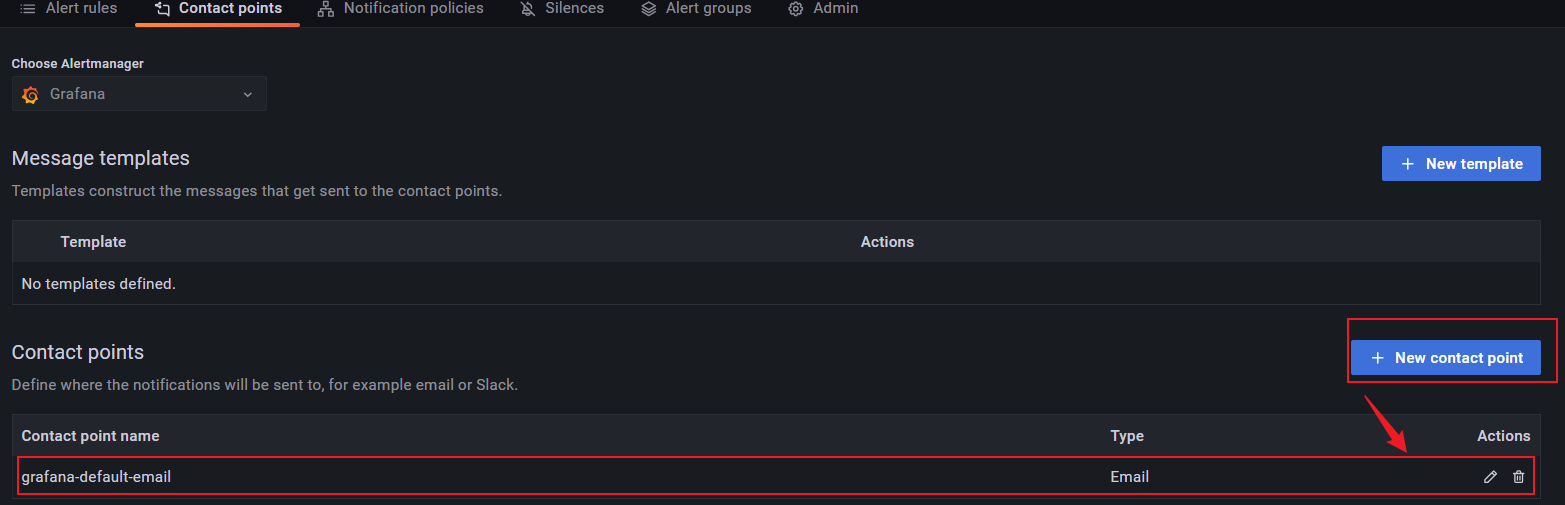 Alert rules Contact points Notification policies Silences Alert groups Admin
Choose Alertmanager
Grafana
Message templates
+ New template
Templates construct the messages that get sent to the contact points.
Template Actions
No templates defined.
Contact points
+ New contact point
Define where the notifications will be sent to, for example email or Slack.
Contact point name Type Actions
grafana-default-email Email